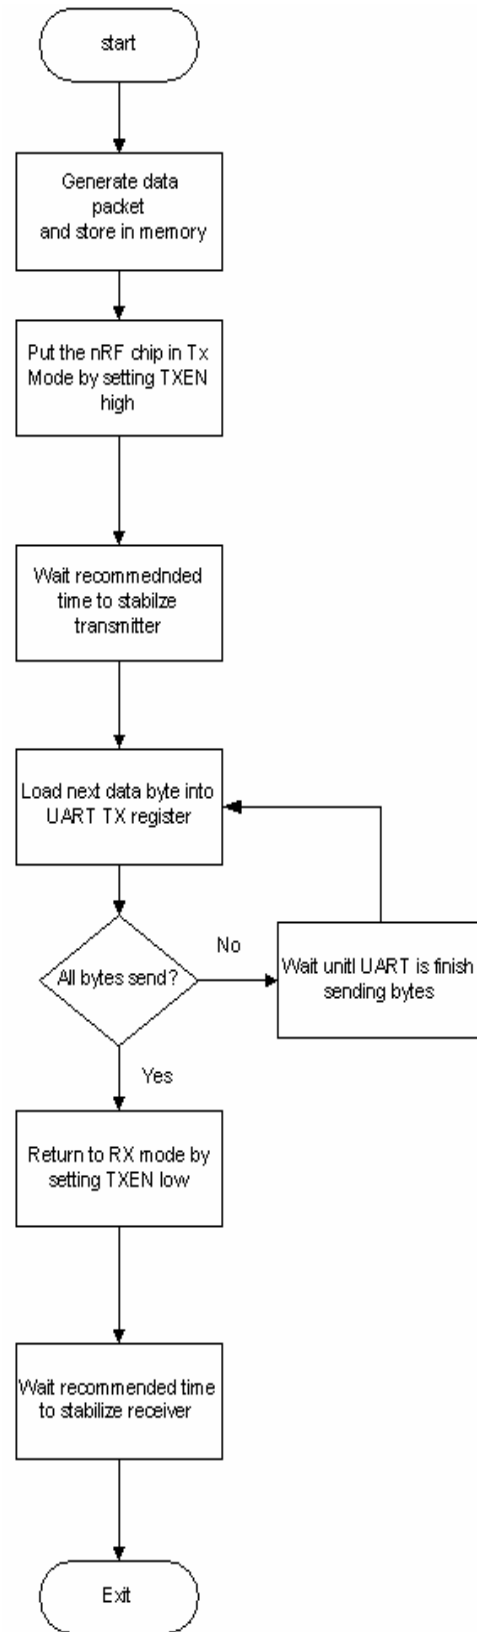 start
Generate data
packet
and store in memory
Put the nRF chip in Tx
Mode by setting TXEN
high
Wait recommednded
time to stabilze
transmitter
Load next data byte into
UART TX register
All bytes send?
No
Wait unitl UART is finish
sending bytes
Yes
Return to RX mode by
setting TXEN low
Wait recommended time
to stabilize receiver
Exit